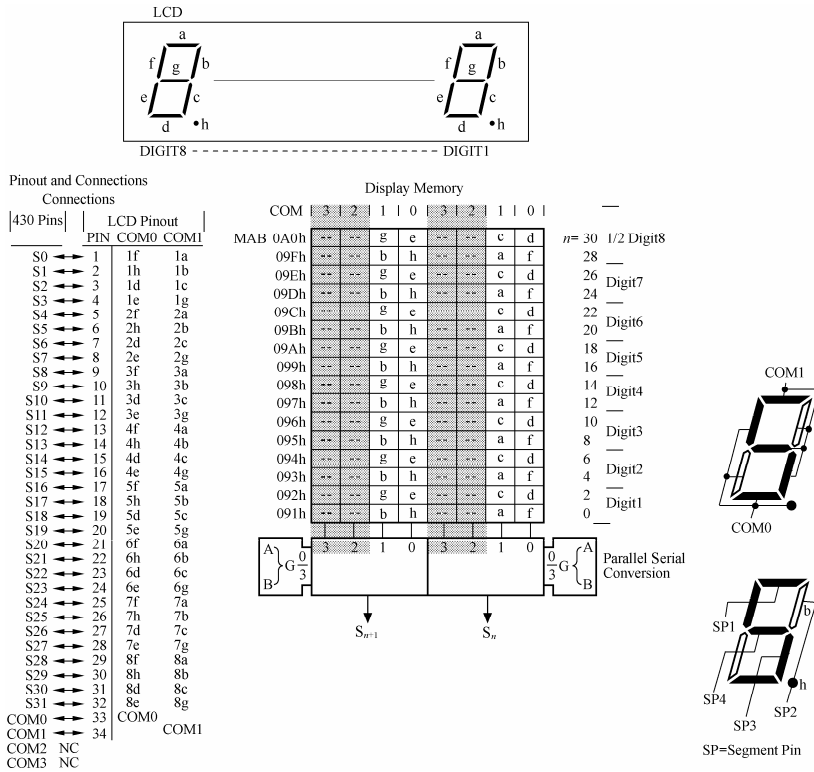 LCD
a a
f g b f g b
e c e c
d h d h
DIGIT8 DIGIT1
Pinout and Connections
Connections
430 Pins LCD Pinout
PIN COM0 COM1
S0 1 1f 1a
S1 2 1h 1b
S2 3 1d 1c
S3 4 1e 1g
S4 5 2f 2a
S5 6 2h 2b
S6 7 2d 2c
S7 8 2e 2g
S8 9 3f 3a
S9 10 3h 3b
S10 11 3d 3c
S11 12 3e 3g
S12 13 4f 4a
S13 14 4h 4b
S14 15 4d 4c
S15 16 4e 4g
S16 17 5f 5a
S17 18 5h 5b
S18 19 5d 5c
S19 20 5e 5g
S20 21 6f 6a
S21 22 6h 6b
S22 23 6d 6c
S23 24 6e 6g
S24 25 7f 7a
S25 26 7h 7b
S26 27 7d 7c
S27 28 7e 7g
S28 29 8f 8a
S29 30 8h 8b
S30 31 8d 8c
S31 32 8e 8g
COM0 33 COM0
COM1 34 COM1
COM2 NC
COM3 NC
Display Memory
COM 3 2 1 0 3 2 1 0
MAB 0A0h -- -- g e -- -- c d n= 30 1/2 Digit8
09Fh -- -- b h -- -- a f 28
09Eh -- -- g e -- -- c d 26
Digit7
09Dh -- -- b h -- -- a f 24
09Ch -- -- g e -- -- c d 22
Digit6
09Bh -- -- b h -- -- a f 20
09Ah -- -- g e -- -- c d 18
Digit5
099h -- -- b h -- -- a f 16
098h -- -- g e -- -- c d 14
Digit4
097h -- -- b h -- -- a f 12
096h -- -- g e -- -- c d 10
Digit3
095h -- -- b h -- -- a f 8
094h -- -- g e -- -- c d 6
Digit2
093h -- -- b h -- -- a f 4
092h -- -- g e -- -- c d 2
Digit1
091h -- -- b h -- -- a f 0
A 3 2 1 0 3 2 1 0 A
G 0/3 0/3 G
B B
Parallel Serial
Conversion
Sn+1 Sn
COM1
COM0
b
SP1
h
SP4
SP2
SP3
SP=Segment Pin